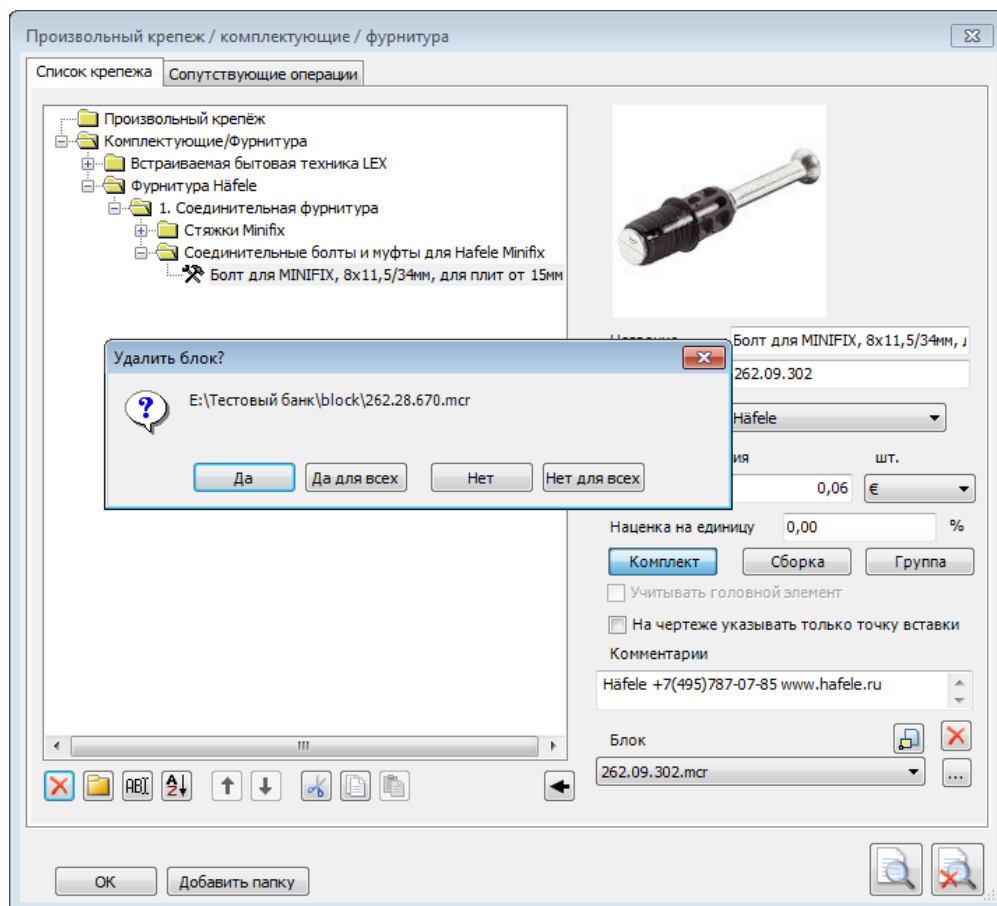 Произвольный крепеж / комплектующие / фурнитура
Список крепежа
Сопутствующие операции
Произвольный крепёж
Комплектующие/Фурнитура
Встраиваемая бытовая техника LEX
Фурнитура Häfele
1. Соединительная фурнитура
Стяжки Minifix
Соединительные болты и муфты для Hafele Minifix
Болт для MINIFIX, 8x11,5/34мм, для плит от 15мм
Удалить блок?
E:\Тестовый банк\block\262.28.670.mcr
Да
Да для всех
Нет
Нет для всех
Болт для MINIFIX, 8x11,5/34мм, д
262.09.302
Häfele
ия
шт.
0,06
€
Наценка на единицу
0,00
%
Комплект
Сборка
Группа
Учитывать головной элемент
На чертеже указывать только точку вставки
Комментарии
Häfele +7(495)787-07-85 www.hafele.ru
Блок
262.09.302.mcr
...
ABI
A
Z
OK
Добавить папку